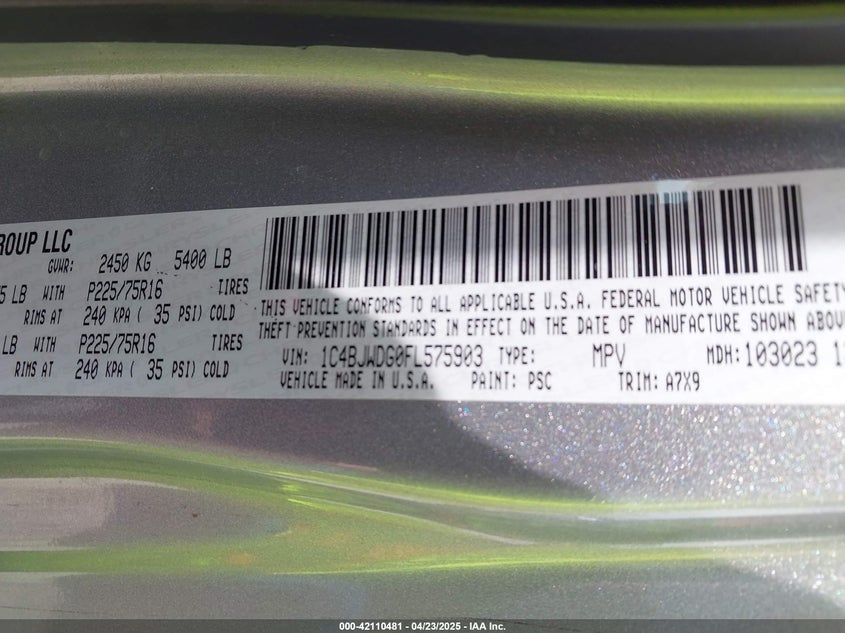 ROUP LLC
GVWR: 2450 KG 5400 LB
5 LB WITH P225/75R16 TIRES
RIMS AT 240 KPA ( 35 PSI) COLD
LB WITH P225/75R16 TIRES
RIMS AT 240 KPA ( 35 PSI) COLD
THIS VEHICLE CONFORMS TO ALL APPLICABLE U.S.A. FEDERAL MOTOR VEHICLE SAFETY
THEFT PREVENTION STANDARDS IN EFFECT ON THE DATE OF MANUFACTURE SHOWN ABOV
VIN: 1C4BJWDG0FL575903 TYPE: MPV MDH: 103023 1
VEHICLE MADE IN U.S.A. PAINT: PSC TRIM: A7X9
000-42110481 - 04/23/2025 - IAA Inc.